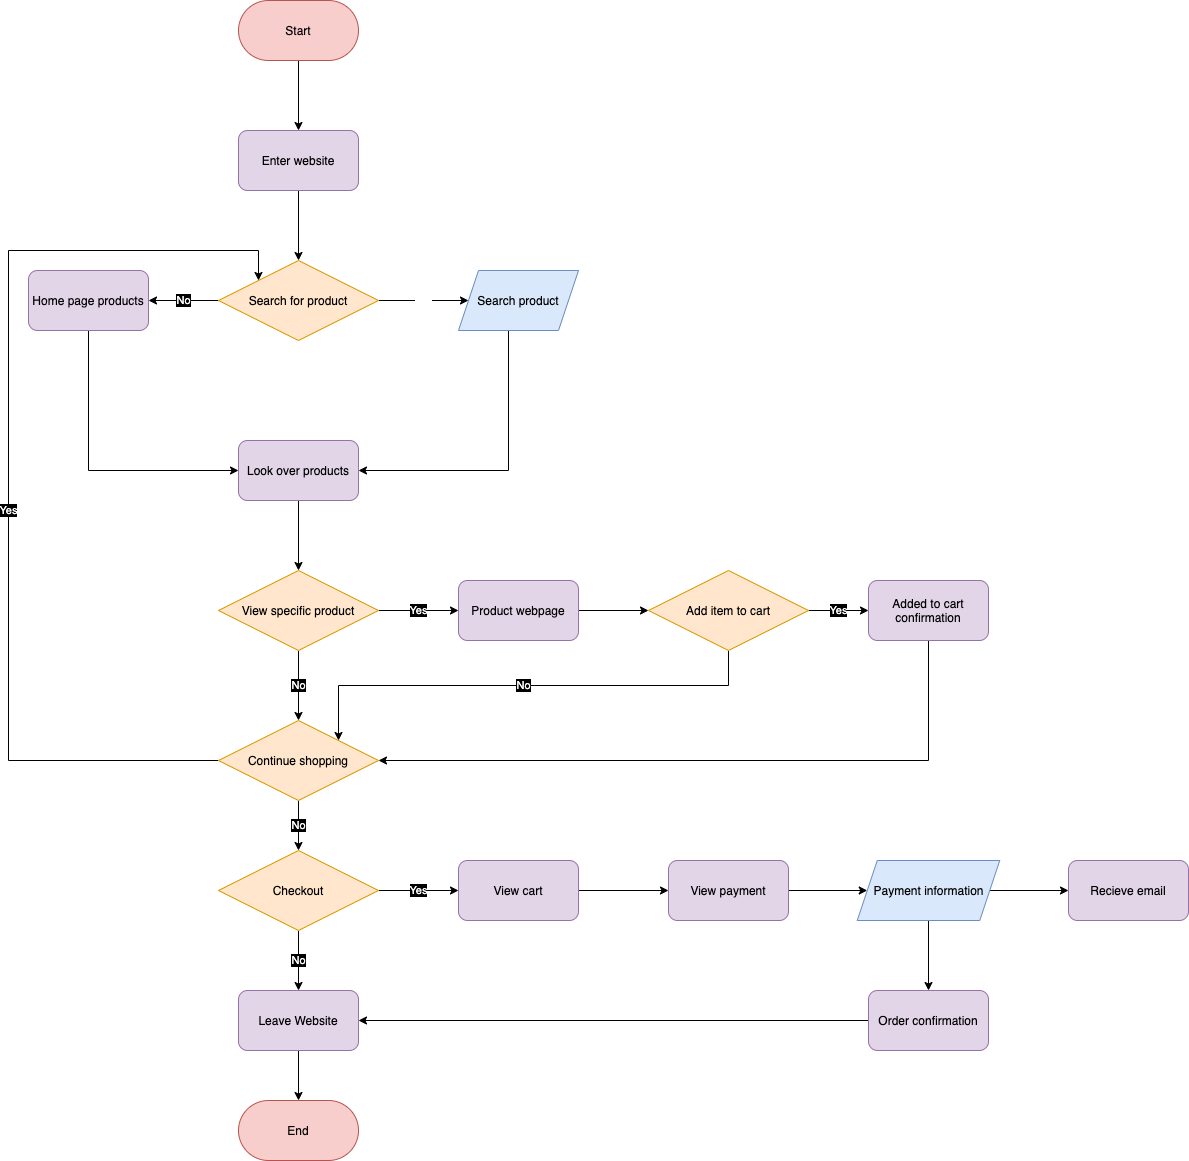 Start
Enter website
Home page products
No
Search for product
Search product
Look over products
Yes
View specific product
Yes
Product webpage
Add item to cart
Yes
Added to cart
confirmation
No
No
Continue shopping
No
Checkout
Yes
View cart
View payment
Payment information
Recieve email
No
Leave Website
Order confirmation
End